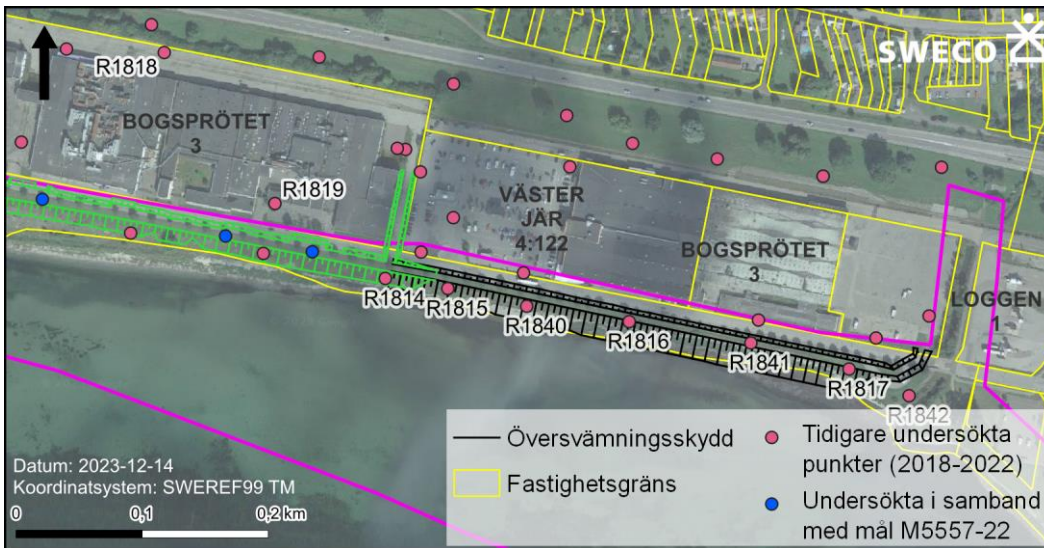 SWECO
R1818
BOGSPRÖTET
3
R1819
VÄSTER
JÄR
4:122
BOGSPRÖTET
3
LOGGEN
1
R1814
R1815
R1840
R1816
R1841
R1817
R1842
Datum: 2023-12-14
Koordinatsystem: SWEREF99 TM
0 0,1 0,2 km
Översvämningsskydd
Fastighetsgräns
Tidigare undersökta
punkter (2018-2022)
Undersökta i samband
med mål M5557-22